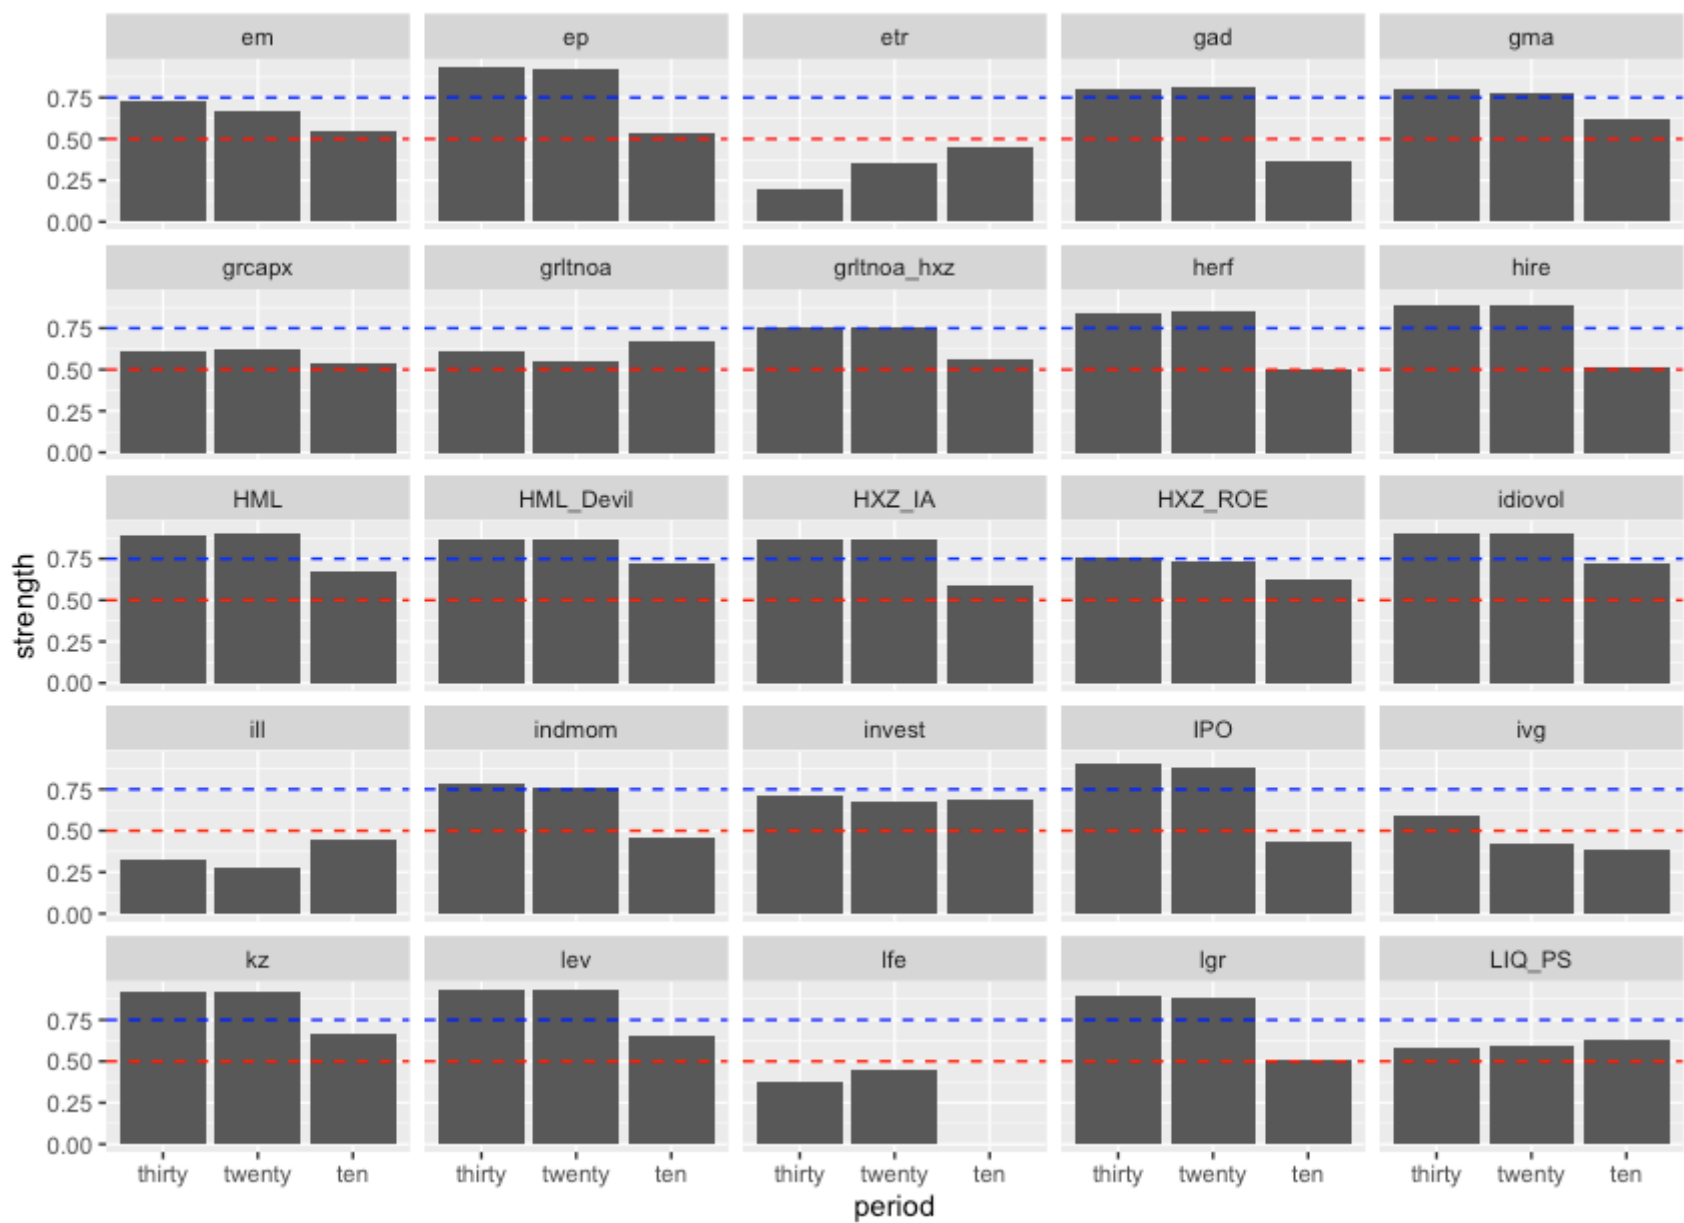 em ep etr gad gma
0.75
0.50
0.25
0.00
grcapx grltnoa grltnoa_hxz herf hire
0.75
0.50
0.25
0.00
HML HML_Devil HXZ_IA HXZ_ROE idiovol
0.75
0.50
0.25
0.00
ill indmom invest IPO ivg
0.75
0.50
0.25
0.00
kz lev lfe lgr LIQ_PS
0.75
0.50
0.25
0.00
thirty twenty ten thirty twenty ten thirty twenty ten thirty twenty ten thirty twenty ten
period
strength